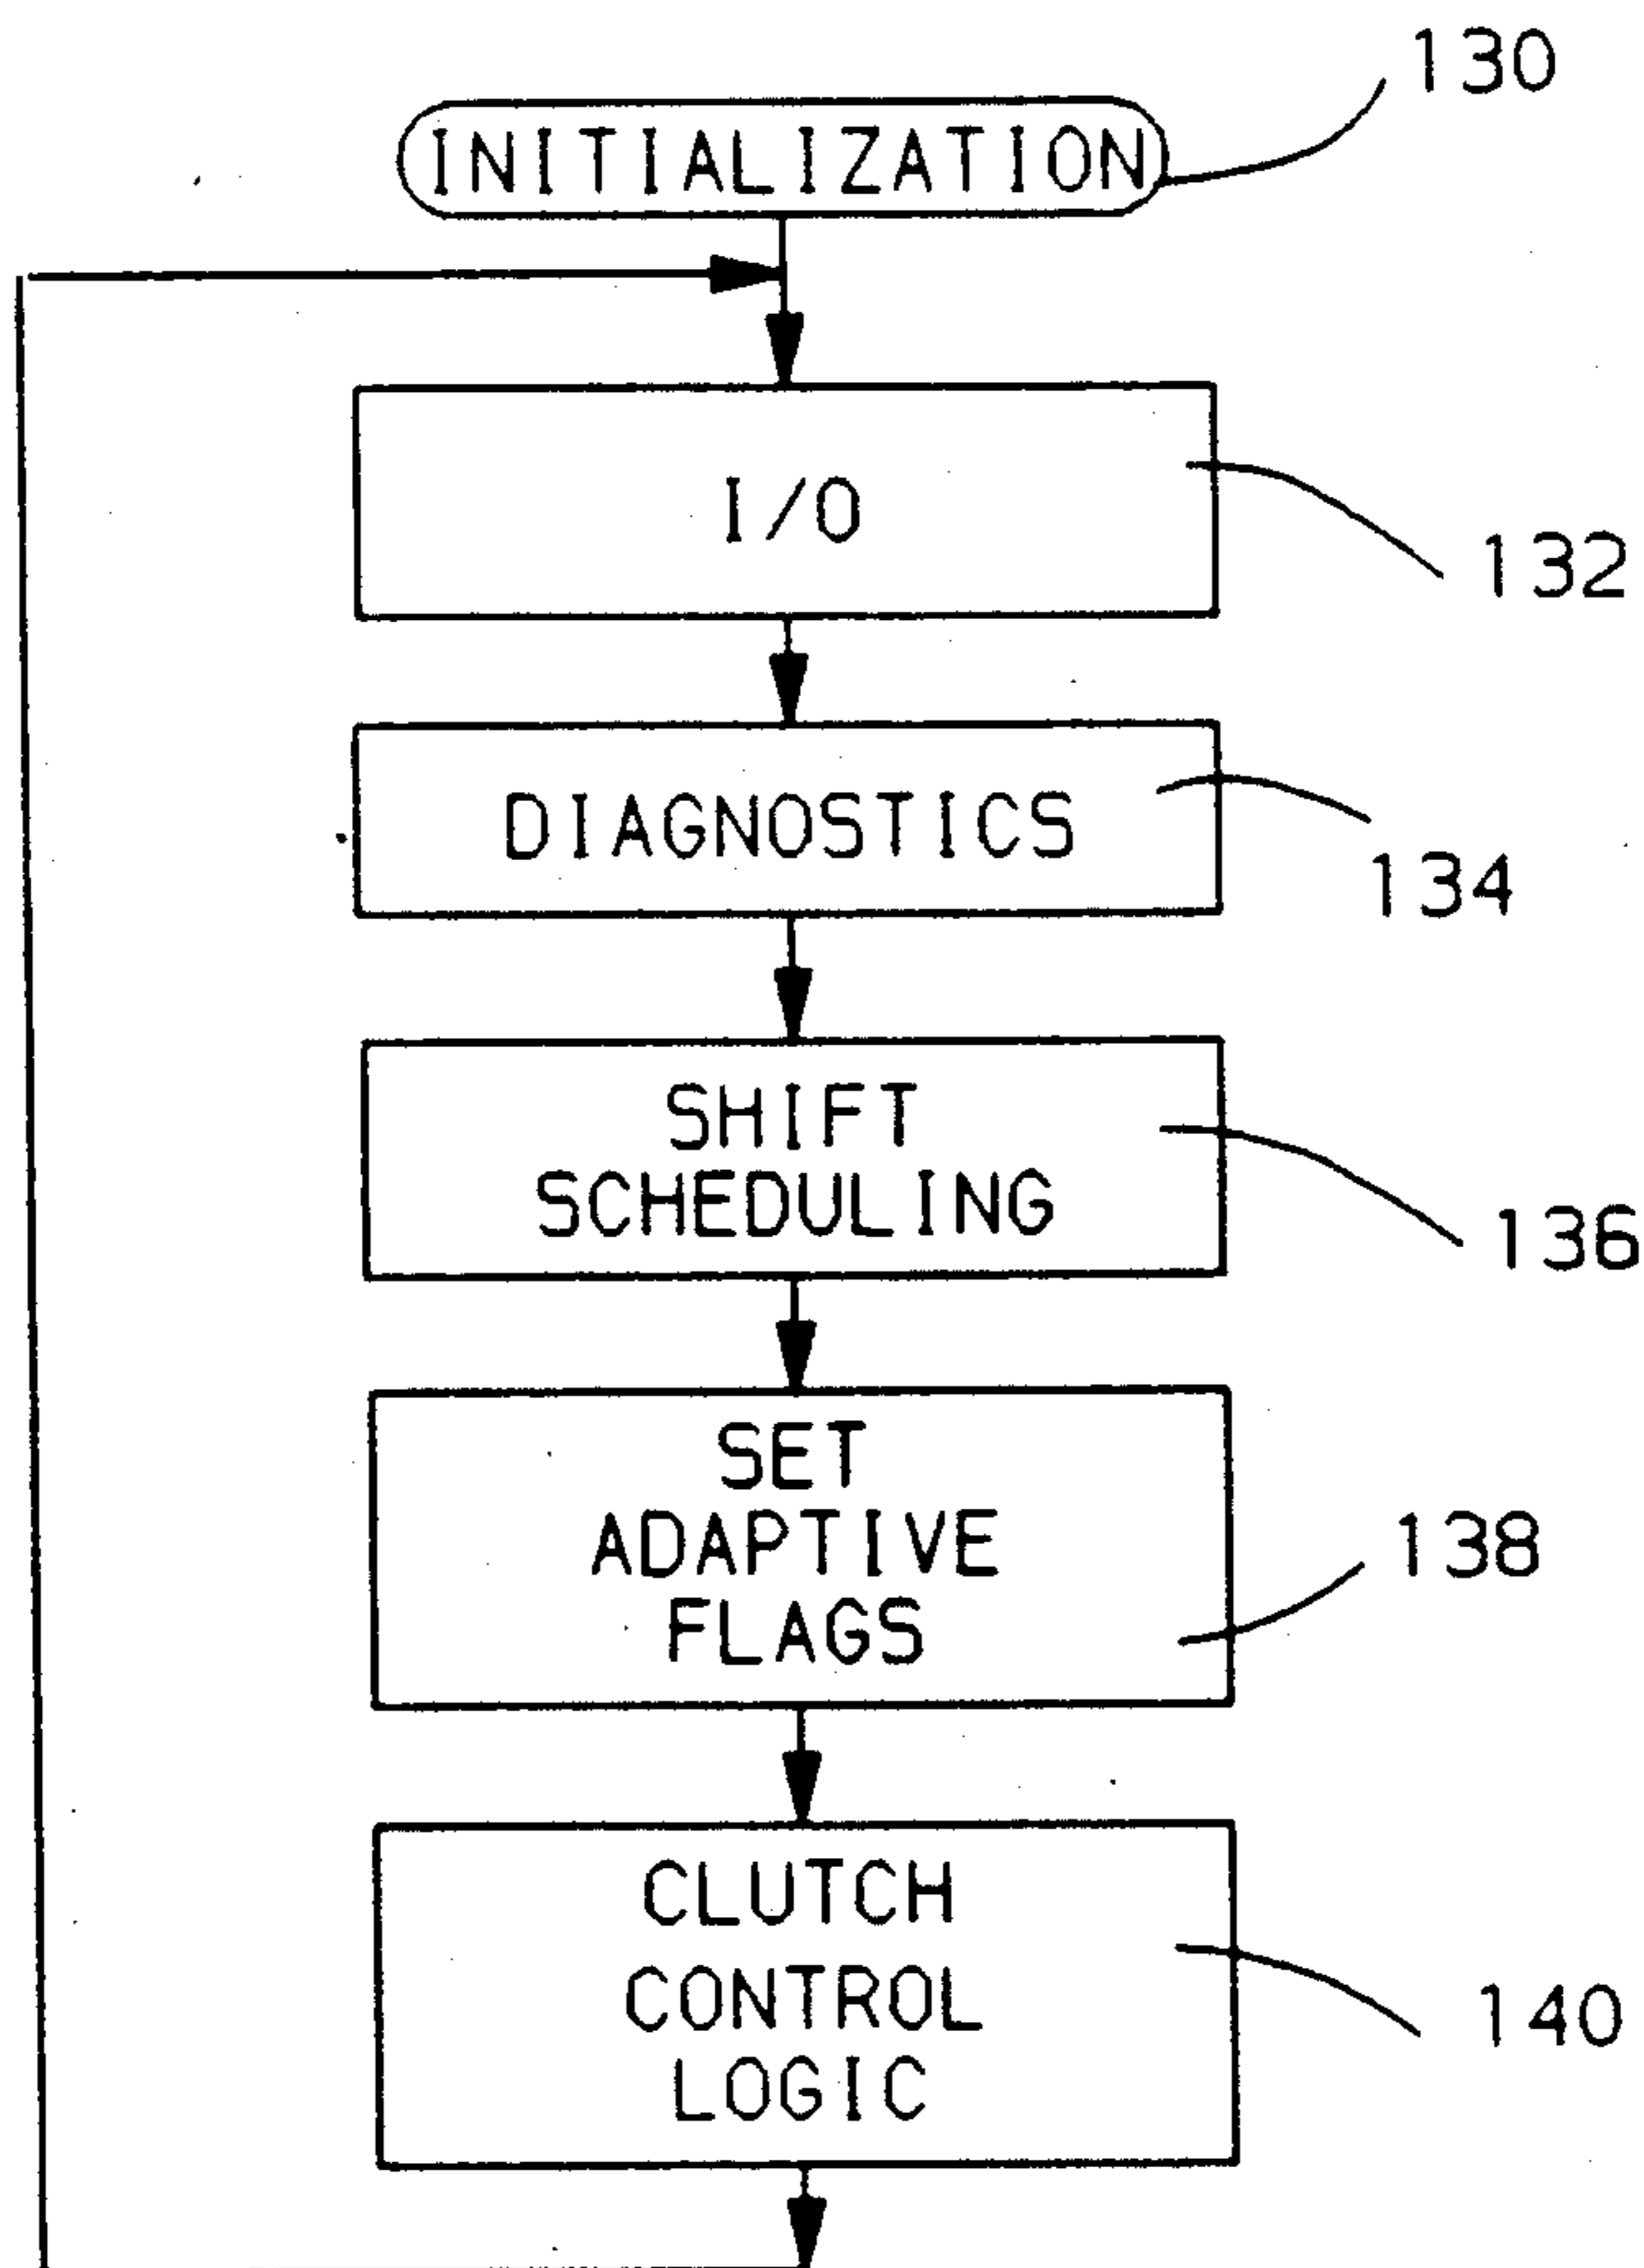 130
INITIALIZATION
I/O
132
DIAGNOSTICS
134
SHIFT
SCHEDULING
136
SET
ADAPTIVE
FLAGS
138
CLUTCH
CONTROL
LOGIC
140